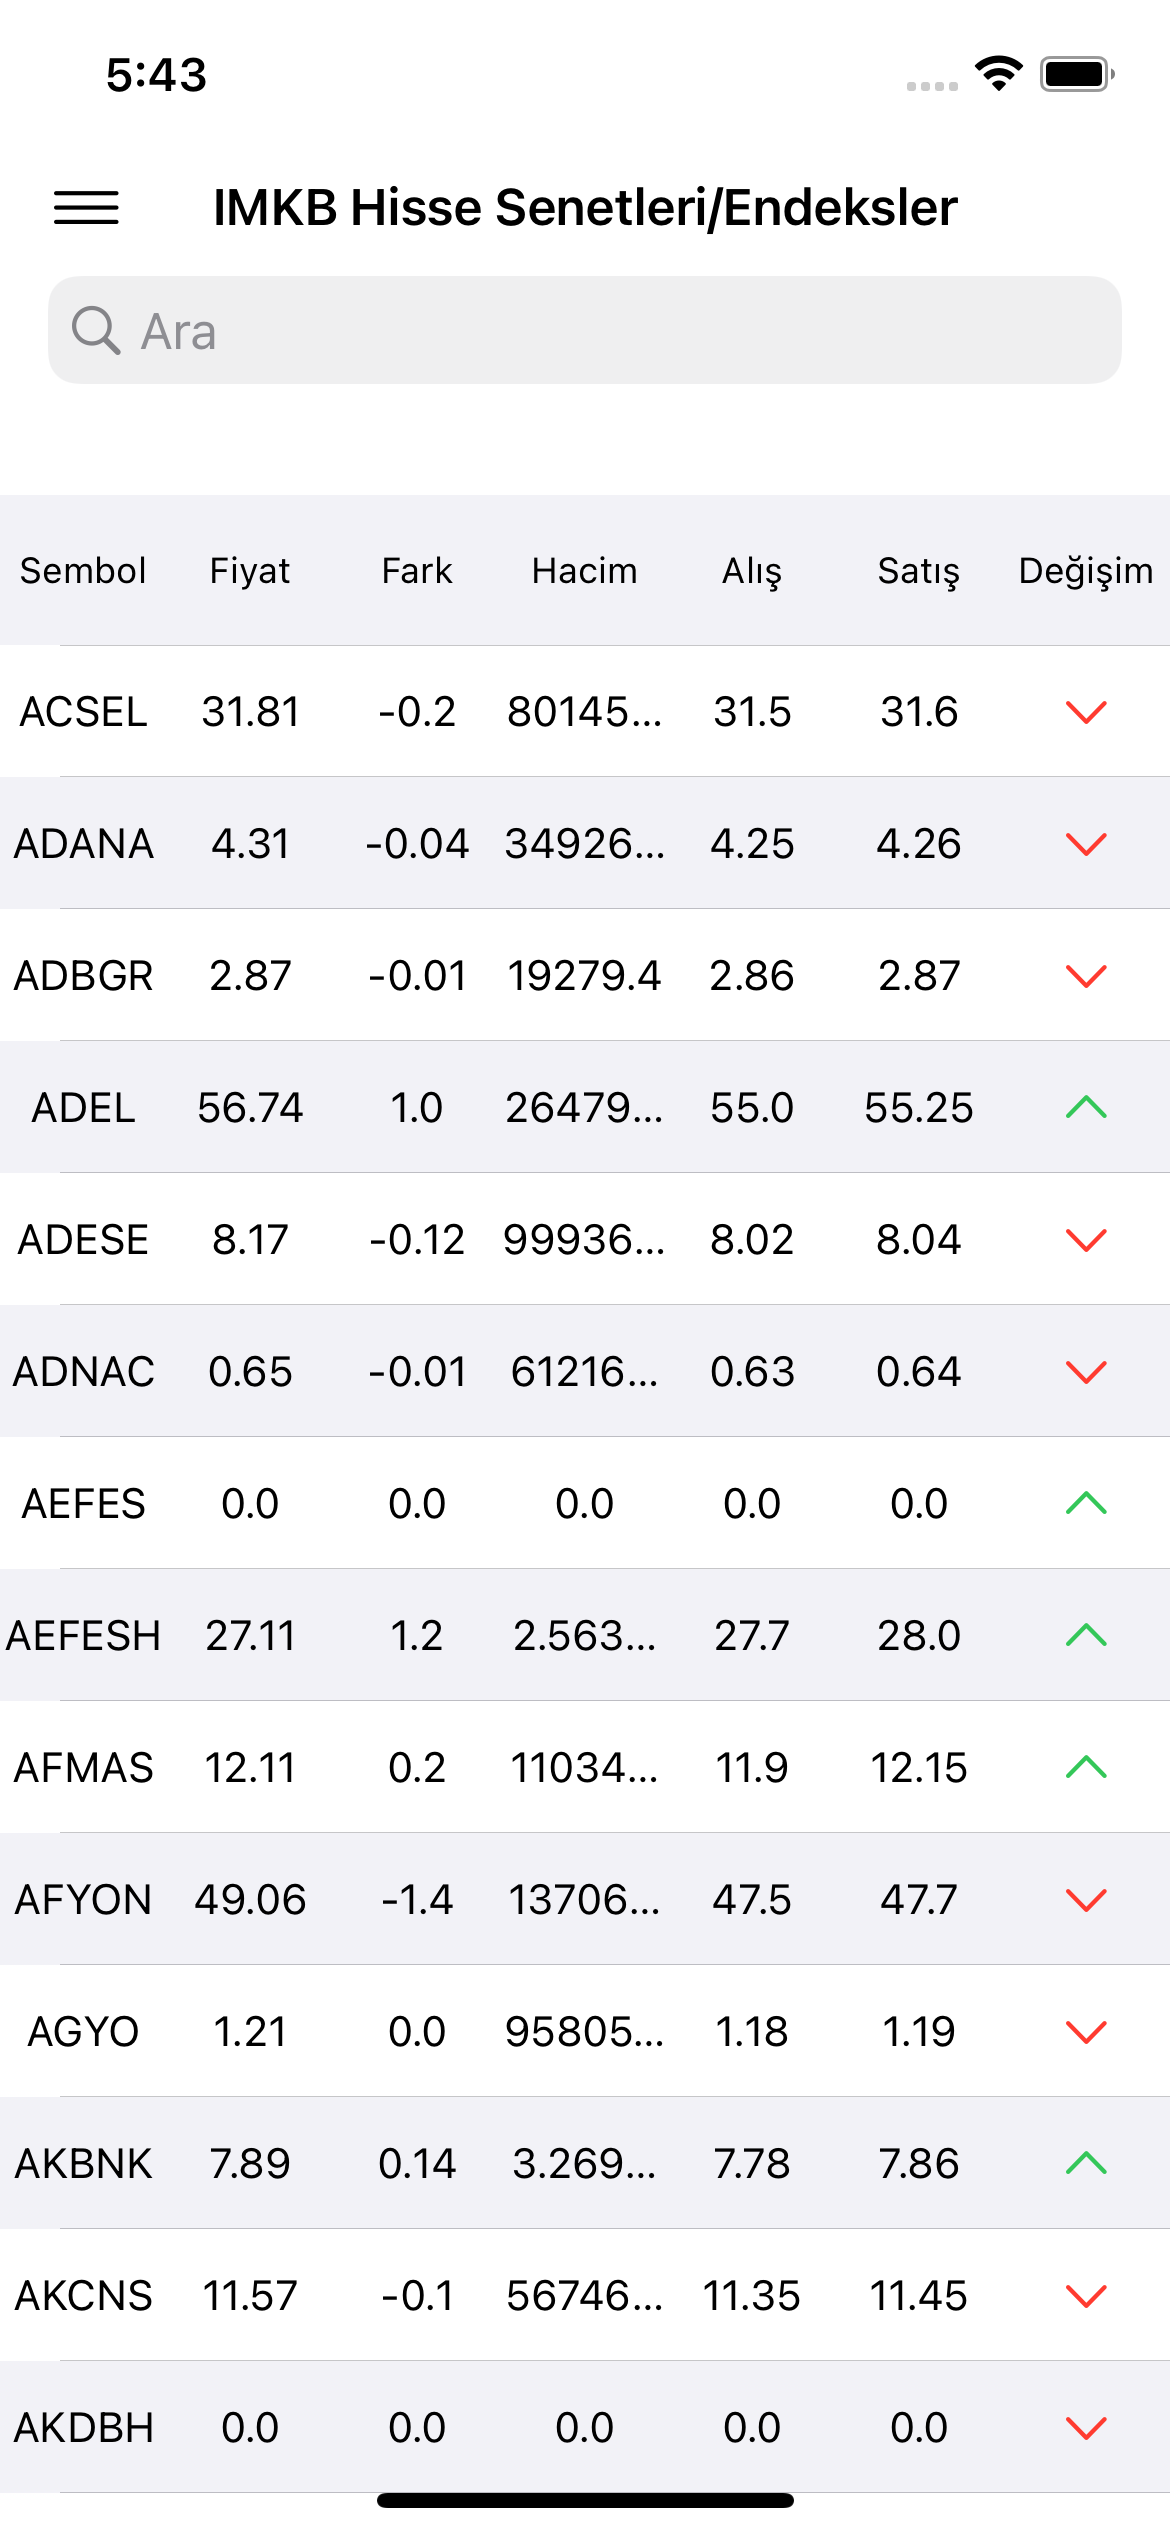 5:43
IMKB Hisse Senetleri/Endeksler
Ara
Sembol Fiyat Fark Hacim Alış Satış Değişim
ACSEL 31.81 -0.2 80145... 31.5 31.6
ADANA 4.31 -0.04 34926... 4.25 4.26
ADBGR 2.87 -0.01 19279.4 2.86 2.87
ADEL 56.74 1.0 26479... 55.0 55.25
ADESE 8.17 -0.12 99936... 8.02 8.04
ADNAC 0.65 -0.01 61216... 0.63 0.64
AEFES 0.0 0.0 0.0 0.0 0.0
AEFESH 27.11 1.2 2.563... 27.7 28.0
AFMAS 12.11 0.2 11034... 11.9 12.15
AFYON 49.06 -1.4 13706... 47.5 47.7
AGYO 1.21 0.0 95805... 1.18 1.19
AKBNK 7.89 0.14 3.269... 7.78 7.86
AKCNS 11.57 -0.1 56746... 11.35 11.45
AKDBH 0.0 0.0 0.0 0.0 0.0